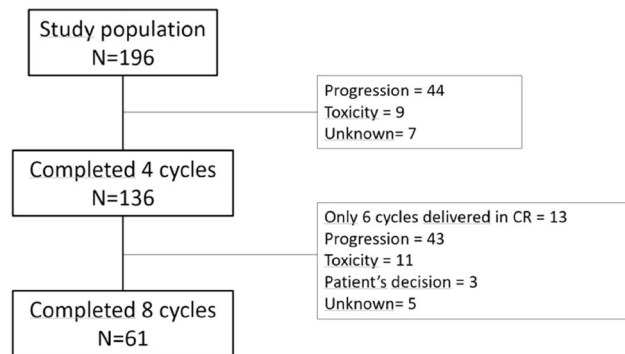 Study population
N=196
Progression = 44
Toxicity = 9
Unknown= 7
Completed 4 cycles
N=136
Only 6 cycles delivered in CR = 13
Progression = 43
Toxicity = 11
Patient's decision = 3
Unknown= 5
Completed 8 cycles
N=61